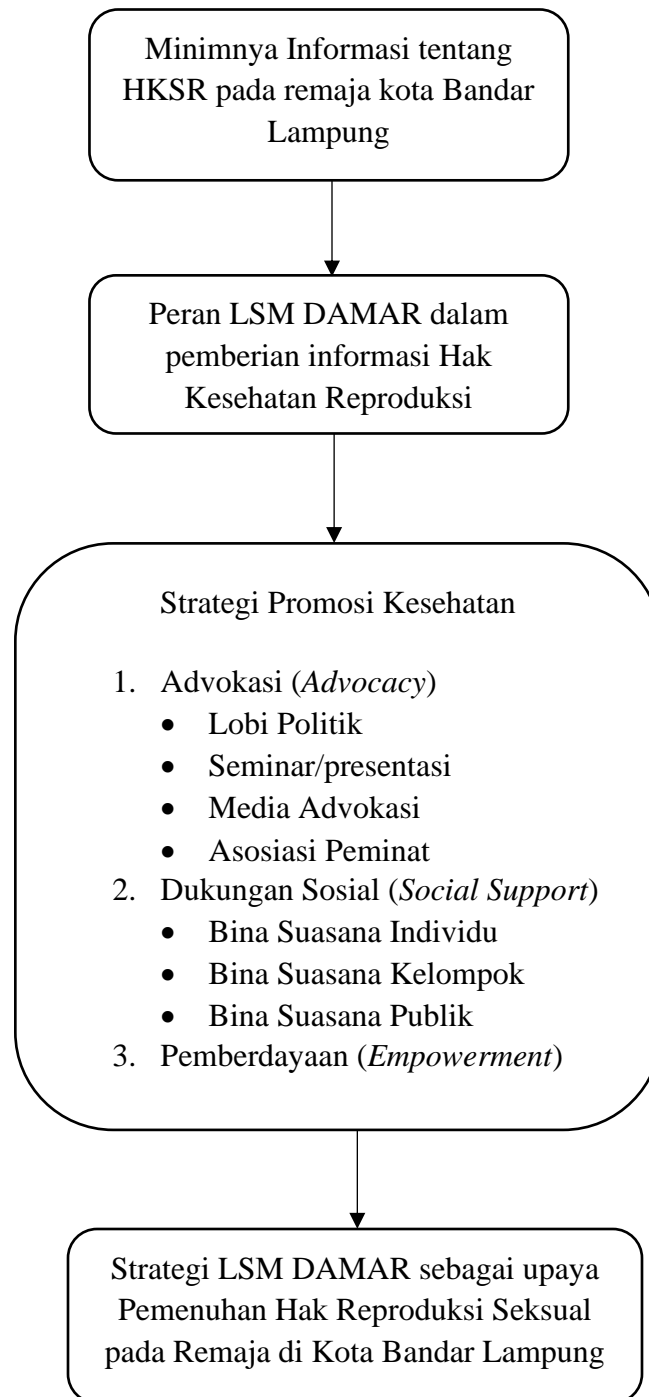 Minimnya Informasi tentang
HKSR pada remaja kota Bandar
Lampung
Peran LSM DAMAR dalam
pemberian informasi Hak
Kesehatan Reproduksi
Strategi Promosi Kesehatan
1. Advokasi (Advocacy)
• Lobi Politik
• Seminar/presentasi
• Media Advokasi
• Asosiasi Peminat
2. Dukungan Sosial (Social Support)
• Bina Suasana Individu
• Bina Suasana Kelompok
• Bina Suasana Publik
3. Pemberdayaan (Empowerment)
Strategi LSM DAMAR sebagai upaya
Pemenuhan Hak Reproduksi Seksual
pada Remaja di Kota Bandar Lampung